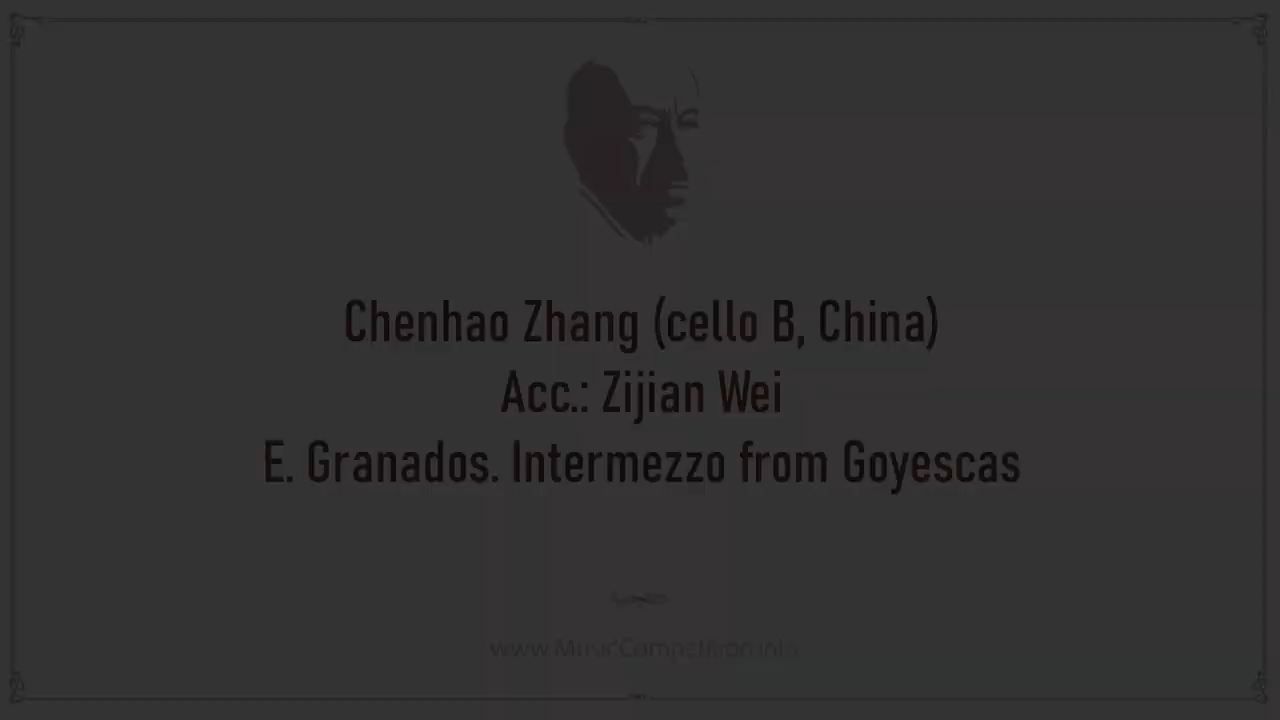 Chenhao Zhang (cello B, China)
Acc.: Zijian Wei
E. Granados. Intermezzo from Goyescas